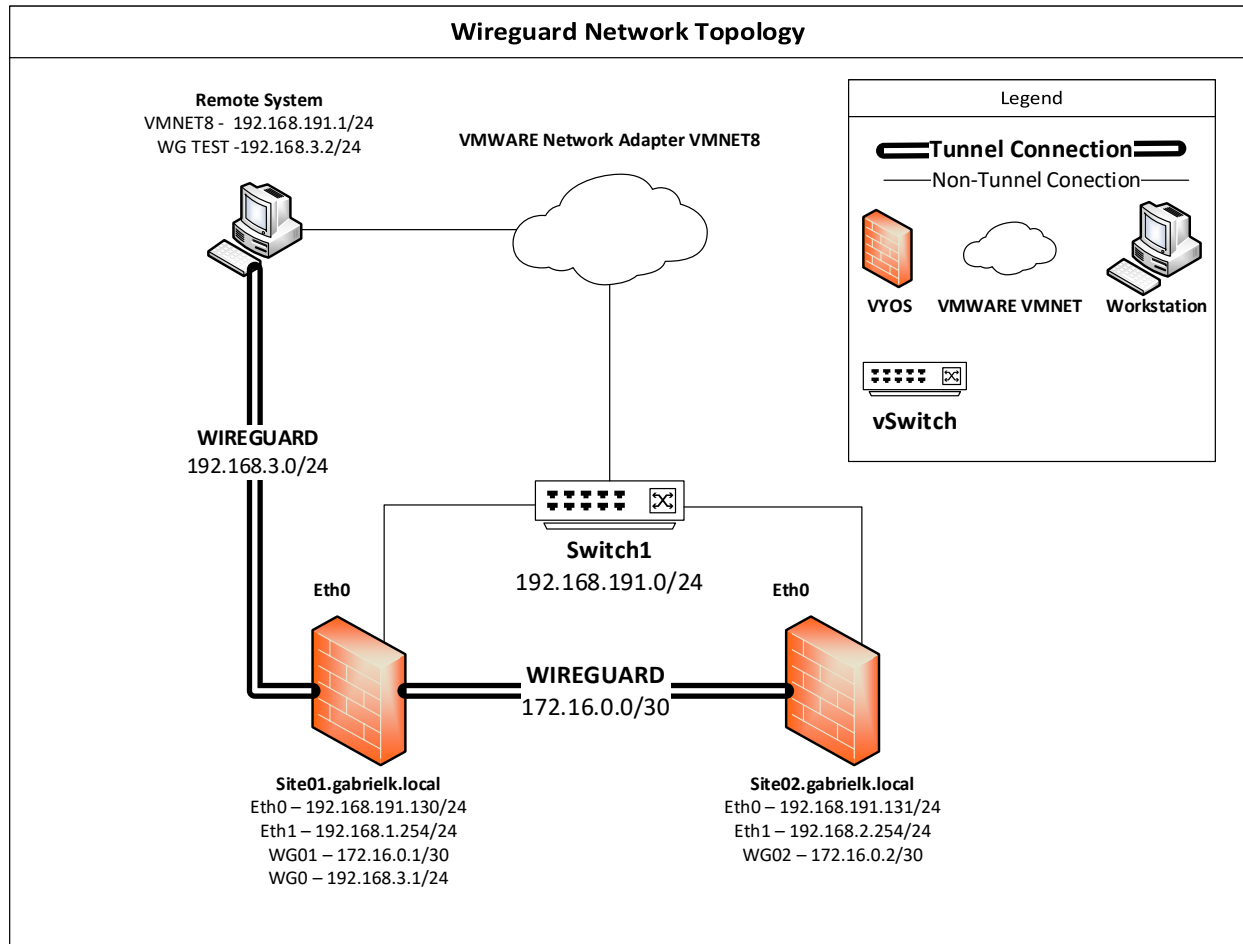 Wireguard Network Topology
Remote System
VMNET8 -  192.168.191.1/24
WG TEST -192.168.3.2/24
VMWARE Network Adapter VMNET8
Legend
Tunnel Connection
Non-Tunnel Conection
VYOS
VMWARE VMNET
Workstation
vSwitch
WIREGUARD
192.168.3.0/24
Switch1
192.168.191.0/24
Eth0
Eth0
WIREGUARD
172.16.0.0/30
Site01.gabrielk.local
Eth0 – 192.168.191.130/24
Eth1 – 192.168.1.254/24
WG01 – 172.16.0.1/30
WG0 – 192.168.3.1/24
Site02.gabrielk.local
Eth0 – 192.168.191.131/24
Eth1 – 192.168.2.254/24
WG02 – 172.16.0.2/30